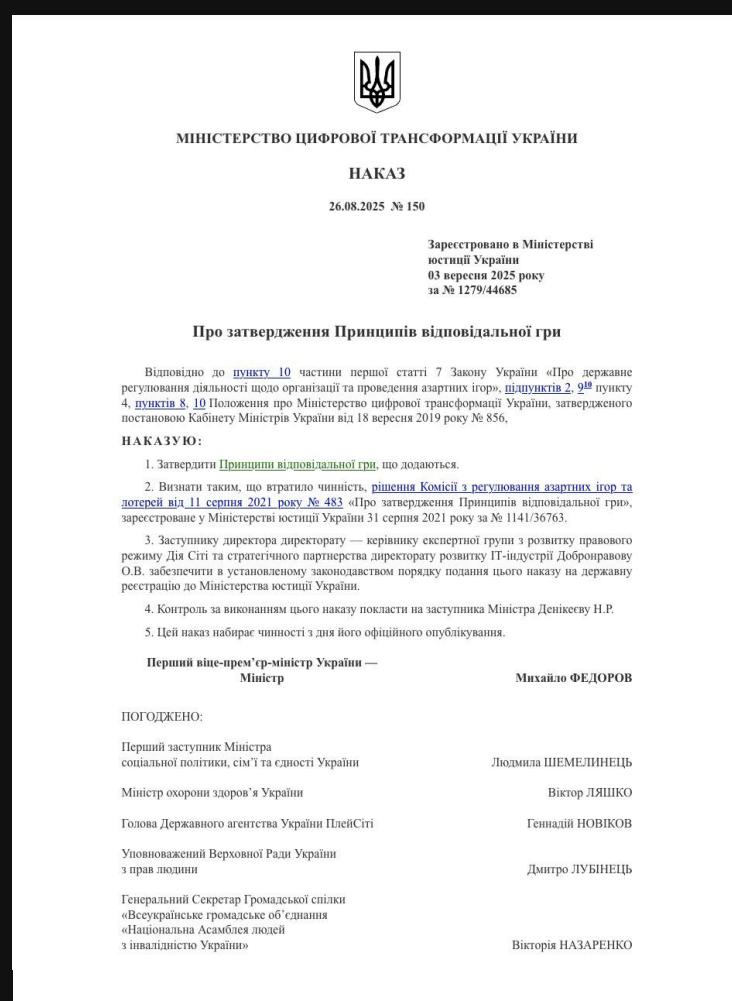 МІНІСТЕРСТВО ЦИФРОВОЇ ТРАНСФОРМАЦІЇ УКРАЇНИ
НАКАЗ
26.08.2025 № 150
Зареєстровано в Міністерстві
юстиції України
03 вересня 2025 року
за № 1279/44685
Про затвердження Принципів відповідальної гри
Відповідно до пункту 10 частини першої статті 7 Закону України «Про державне
регулювання діяльності щодо організації та проведення азартних ігор», підпунктів 2, 9¹⁰ пункту
4, пунктів 8, 10 Положення про Міністерство цифрової трансформації України, затвердженого
постановою Кабінету Міністрів України від 18 вересня 2019 року № 856,
НАКАЗУЮ:
1. Затвердити Принципи відповідальної гри, що додаються.
2. Визнати таким, що втратило чинність, рішення Комісії з регулювання азартних ігор та
лотерей від 11 серпня 2021 року № 483 «Про затвердження Принципів відповідальної гри»,
зареєстроване у Міністерстві юстиції України 31 серпня 2021 року за № 1141/36763.
3. Заступнику директора директорату — керівнику експертної групи з розвитку правового
режиму Дія Сіті та стратегічного партнерства директорату розвитку ІТ-індустрії Добронравову
О.В. забезпечити в установленому законодавством порядку подання цього наказу на державну
реєстрацію до Міністерства юстиції України.
4. Контроль за виконанням цього наказу покласти на заступника Міністра Денікеєву Н.Р.
5. Цей наказ набирає чинності з дня його офіційного опублікування.
Перший віце-прем’єр-міністр України —
Міністр Михайло ФЕДОРОВ
ПОГОДЖЕНО:
Перший заступник Міністра
соціальної політики, сім’ї та єдності України Людмила ШЕМЕЛИНЕЦЬ
Міністр охорони здоров’я України Віктор ЛЯШКО
Голова Державного агентства України ПлейСіті Геннадій НОВІКОВ
Уповноважений Верховної Ради України
з прав людини Дмитро ЛУБІНЕЦЬ
Генеральний Секретар Громадської спілки
«Всеукраїнське громадське об’єднання
«Національна Асамблея людей
з інвалідністю України» Вікторія НАЗАРЕНКО